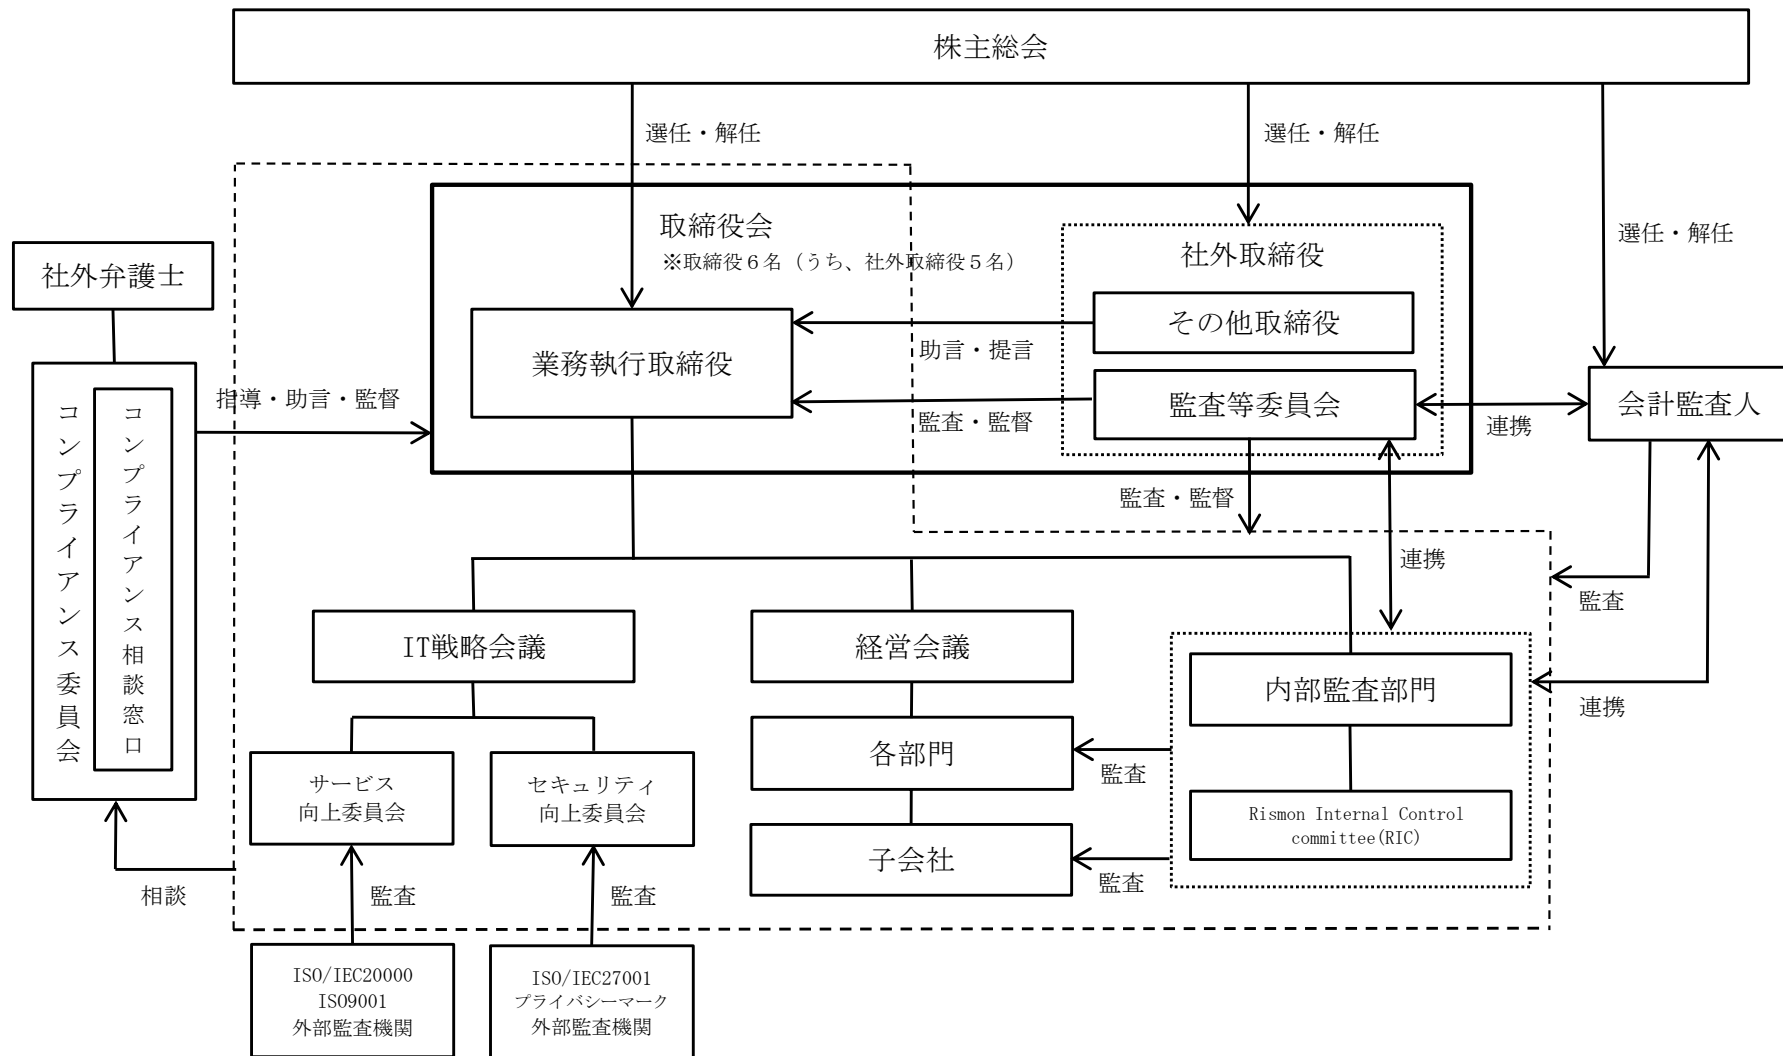 株主総会
選任・解任
選任・解任
選任・解任
取締役会
※取締役６名（うち、社外取締役５名）
社外取締役
社外弁護士
その他取締役
業務執行取締役
助言・提言
監査等委員会
監査・監督
連携
会計監査人
指導・助言・監督
コンプライアンス委員会
コンプライアンス相談窓口
監査・監督
連携
監査
IT戦略会議
経営会議
内部監査部門
連携
各部門
監査
サービス
向上委員会
セキュリティ
向上委員会
Rismon Internal Control
committee(RIC)
子会社
監査
相談
監査
監査
ISO/IEC20000
ISO9001
外部監査機関
ISO/IEC27001
プライバシーマーク
外部監査機関